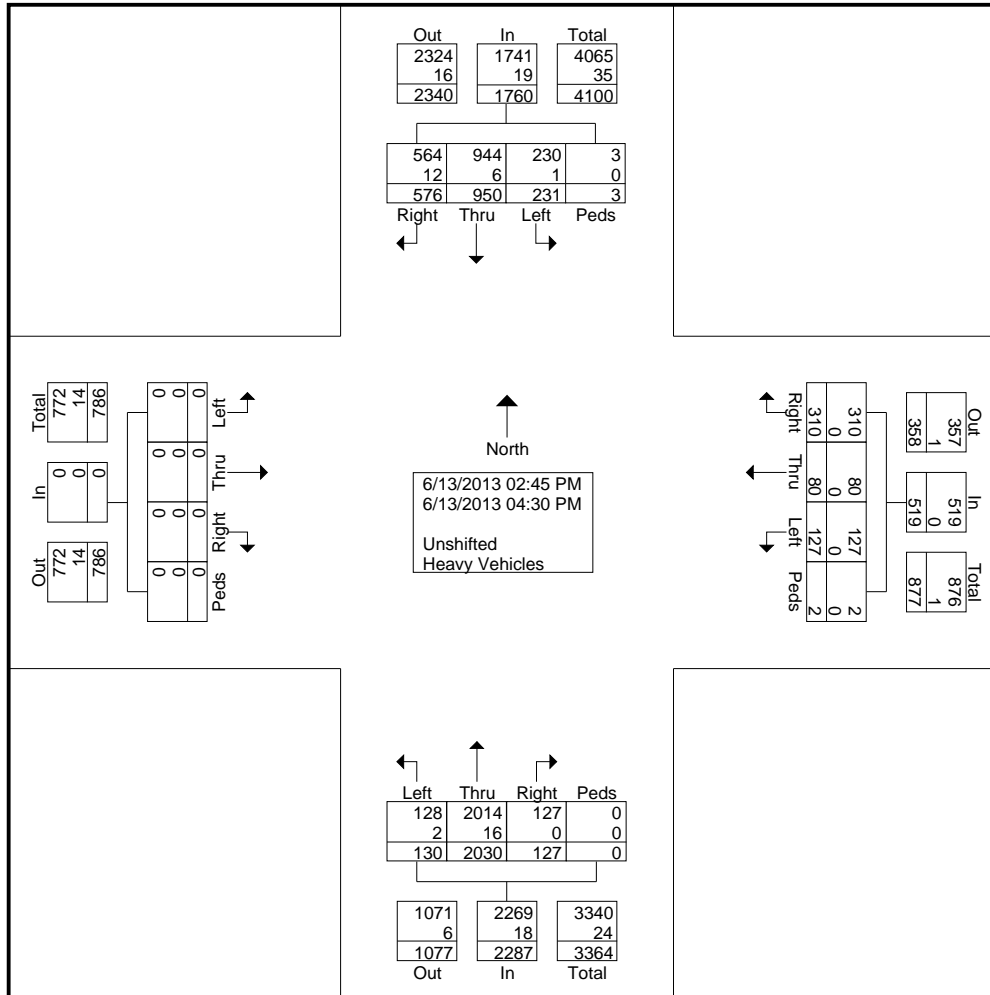 Out In Total
2324 1741 4065
16 19 35
2340 1760 4100
564 944 230 3
12 6 1 0
576 950 231 3
Right Thru Left Peds
Total
772
14
786
In
0
0
0
Out
772
14
786
Left
0
0
0
Thru
0
0
0
Right
0
0
0
Peds
0
0
0
North
6/13/2013 02:45 PM
6/13/2013 04:30 PM
Unshifted
Heavy Vehicles
Right
310
0
310
Thru
80
0
80
Left
127
0
127
Peds
2
0
2
Out
357
1
358
In
519
0
519
Total
876
1
877
Left Thru Right Peds
128 2014 127 0
2 16 0 0
130 2030 127 0
1071 2269 3340
6 18 24
1077 2287 3364
Out In Total